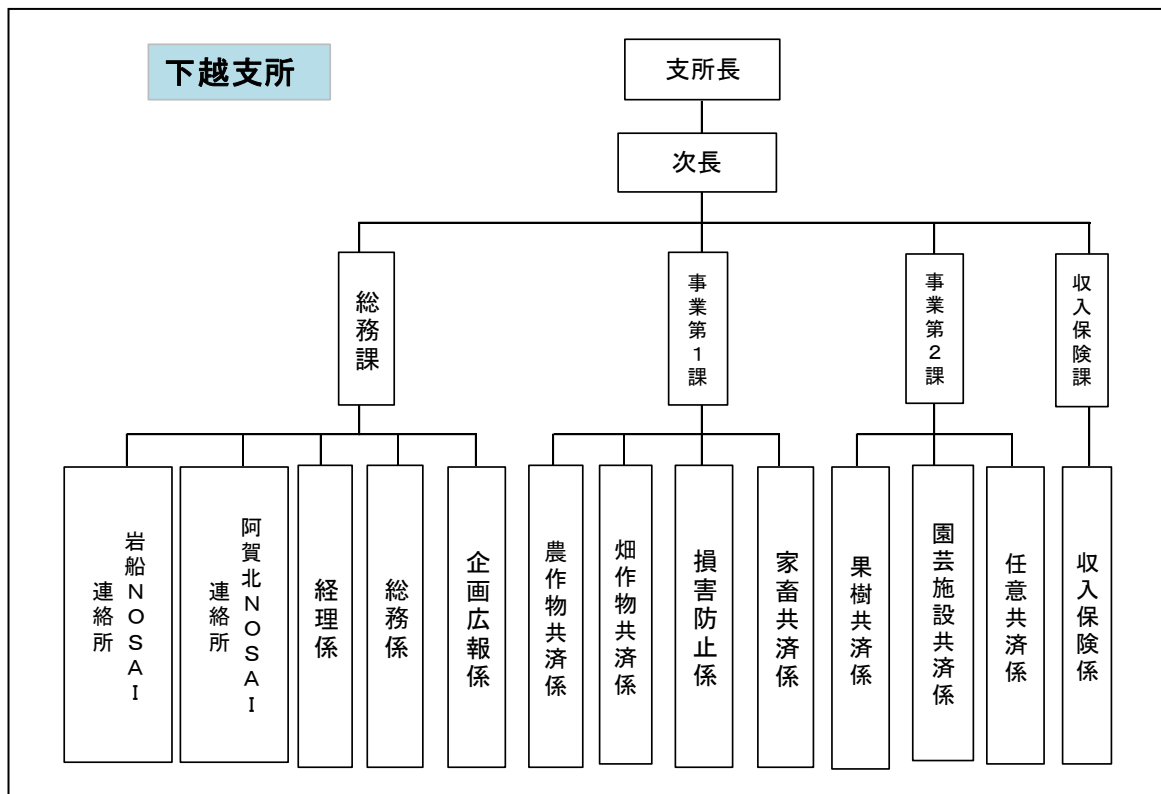 下越支所
支所長
次長
総務課
事業第１課
事業第２課
収入保険課
岩船ＮＯＳＡＩ
連絡所
阿賀北ＮＯＳＡＩ
連絡所
経理係
総務係
企画広報係
農作物共済係
畑作物共済係
損害防止係
家畜共済係
果樹共済係
園芸施設共済係
任意共済係
収入保険係